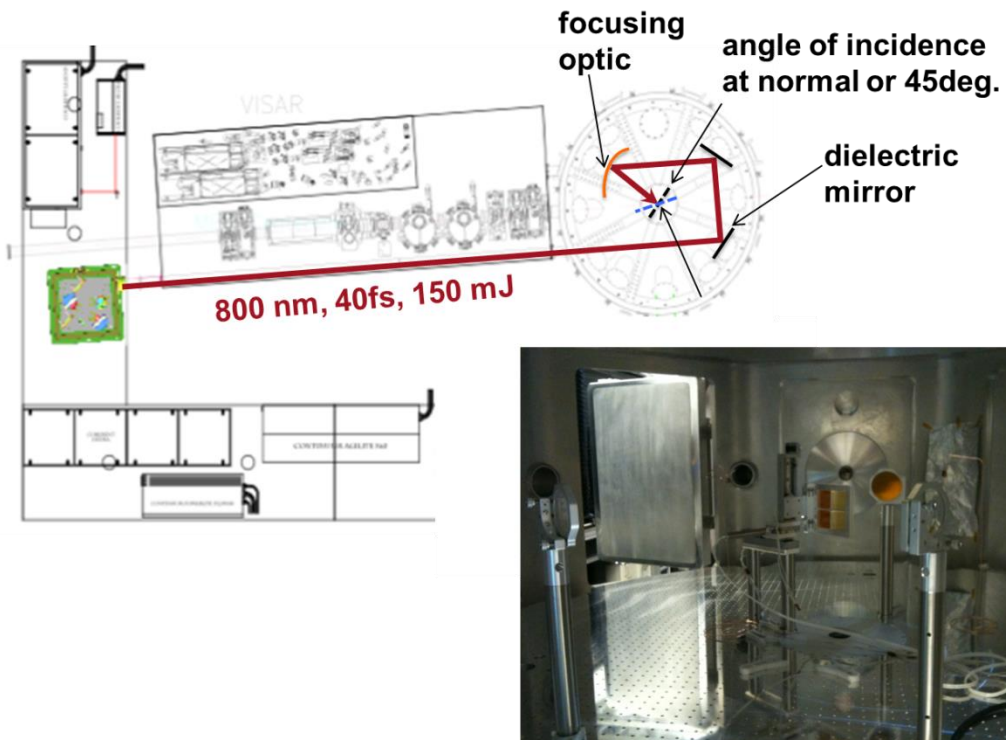 focusing
optic
angle of incidence
at normal or 45deg.
VISAR
dielectric
mirror
800 nm, 40fs, 150 mJ